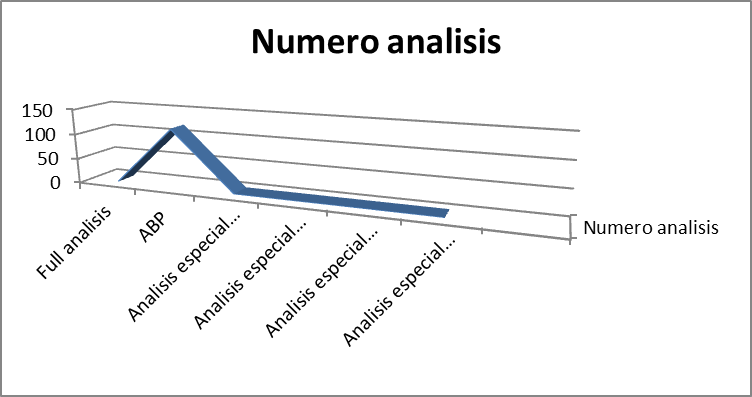 Numero analisis
150
100
50
0
Full analisis
ABP
Analisis especial...
Analisis especial...
Analisis especial...
Analisis especial...
Numero analisis